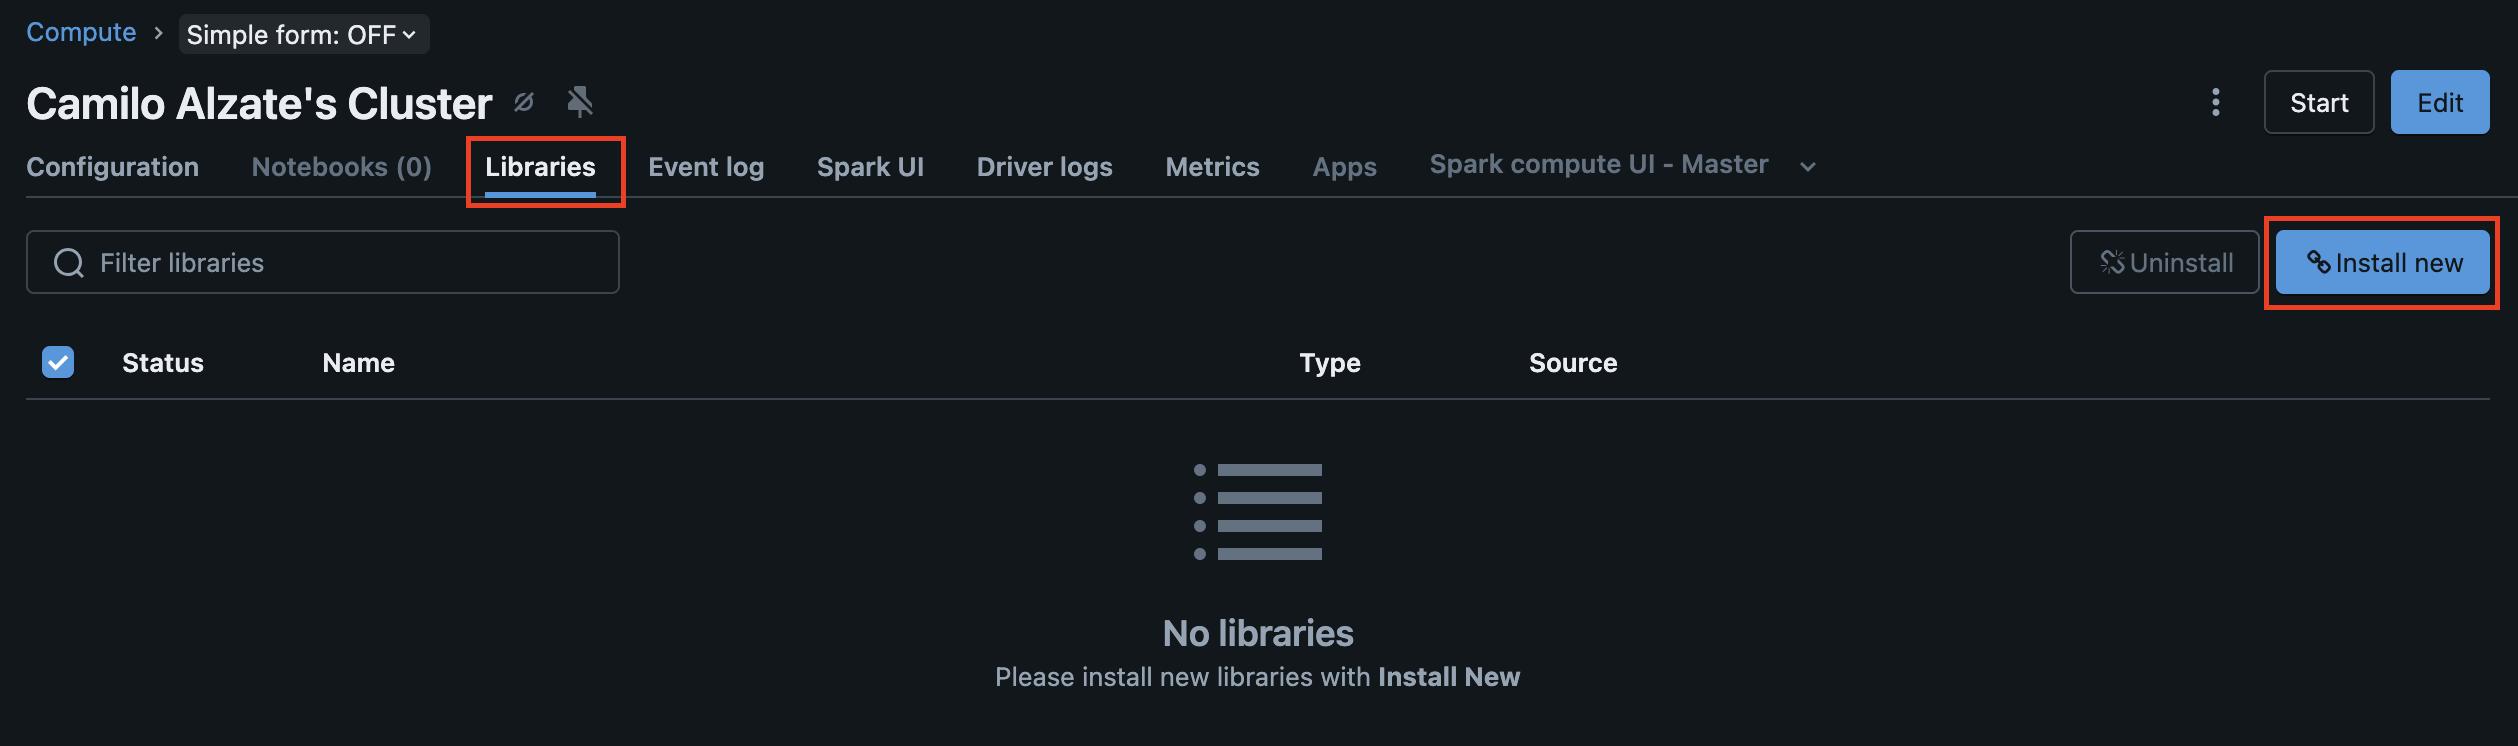 Compute > Simple form: OFF
Camilo Alzate's Cluster
Start
Edit
Configuration Notebooks (0) Libraries Event log Spark UI Driver logs Metrics Apps Spark compute UI - Master
Filter libraries
Uninstall
Install new
Status Name Type Source
No libraries
Please install new libraries with Install New